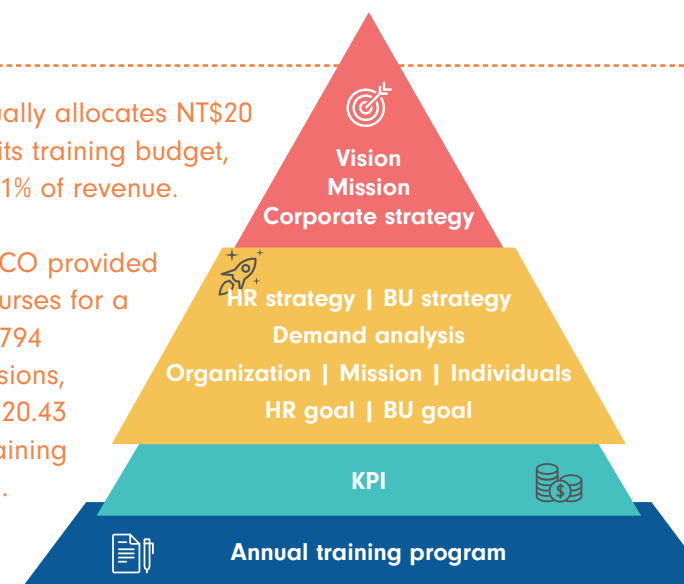 ually allocates NT$20
its training budget,
1% of revenue.
CO provided
urses for a
794
sions,
20.43
aining
.
Vision
Mission
Corporate strategy
HR strategy | BU strategy
Demand analysis
Organization | Mission | Individuals
HR goal | BU goal
KPI
$
Annual training program